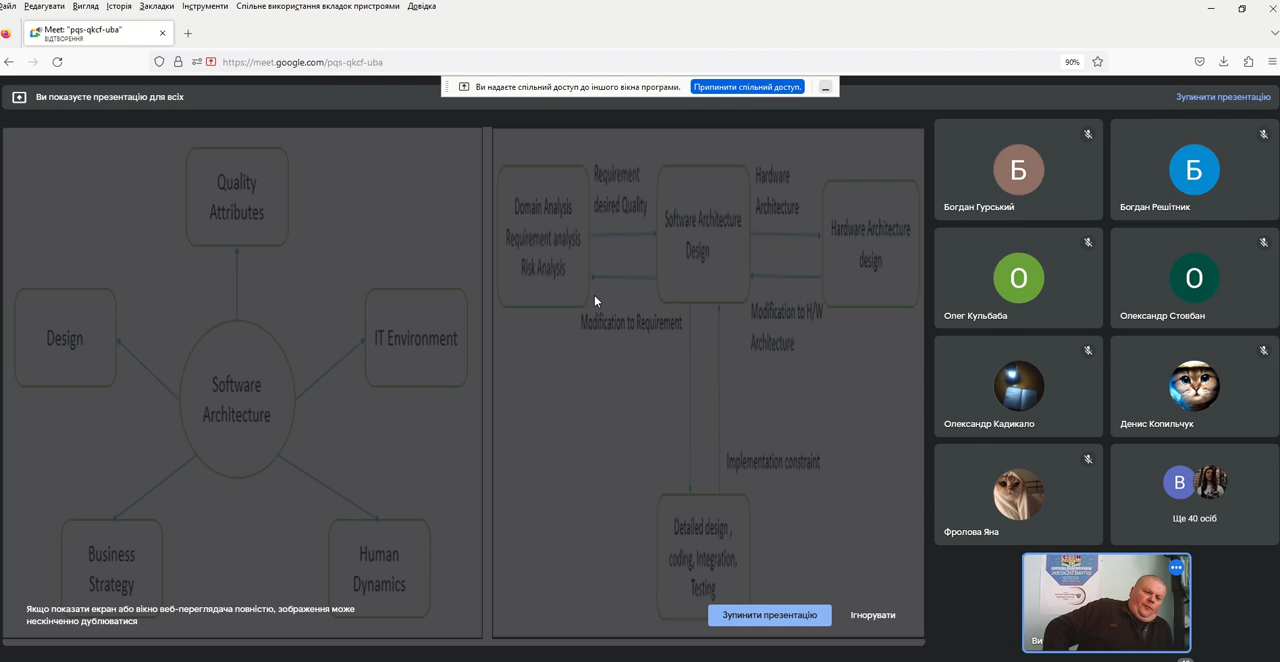 айл Редагувати Вигляд Історія Закладки Інструменти Спільне використання вкладок пристроями Довідка
Meet: "pqs-qkcf-uba"
ВІДТВОРЕННЯ
https://meet.google.com/pqs-qkcf-uba
90%
Ви надаєте спільний доступ до іншого вікна програми.
Припинити спільний доступ.
Ви показуєте презентацію для всіх
Зупинити презентацію
Quality
Attributes
Design
IT Environment
Software
Architecture
Business
Strategy
Human
Dynamics
Domain Analysis
Requirement analysis
Risk Analysis
Requirement
desired Quality
Software Architecture
Design
Hardware
Architecture
Hardware Architecture
design
Modification to Requirement
Modification to H/W
Architecture
Implementation constraint
Detailed design ,
coding, Integration,
Testing
Якщо показати екран або вікно веб-переглядача повністю, зображення може
нескінченно дублюватися
Зупинити презентацію
Ігнорувати
Б
Богдан Гурський
Б
Богдан Решітник
О
Олег Кульбаба
О
Олександр Стовбан
Олександр Кадикало
Денис Копильчук
Фролова Яна
В
Ще 40 осіб
Ви